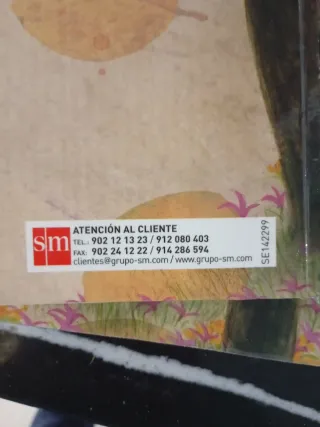 sm
ATENCIÓN AL CLIENTE
TEL.: 902 12 13 23 / 912 080 403
FAX: 902 24 12 22 / 914 286 594
clientes@grupo-sm.com / www.grupo-sm.com
SE142299